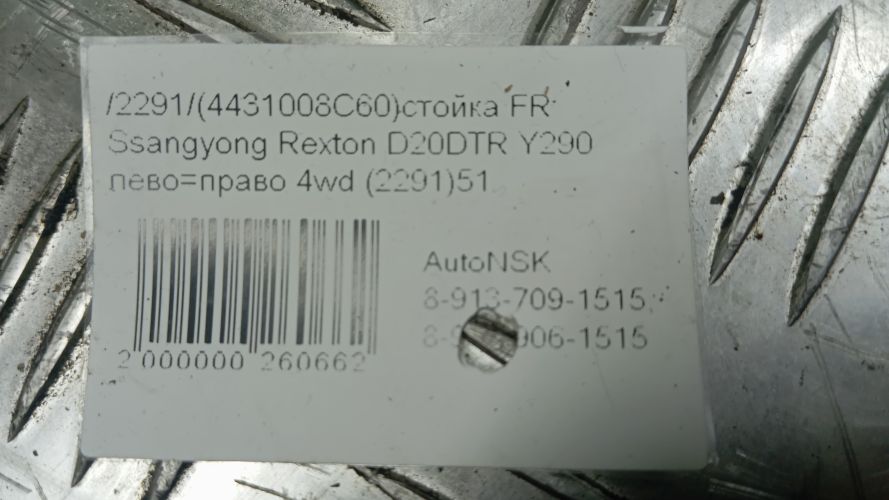 /2291/(4431008C60)стойка FR
Ssangyong Rexton D20DTR Y290
лево=право 4wd (2291)51
AutoNSK
8-913-709-1515,
906-1515
2 000000 260662